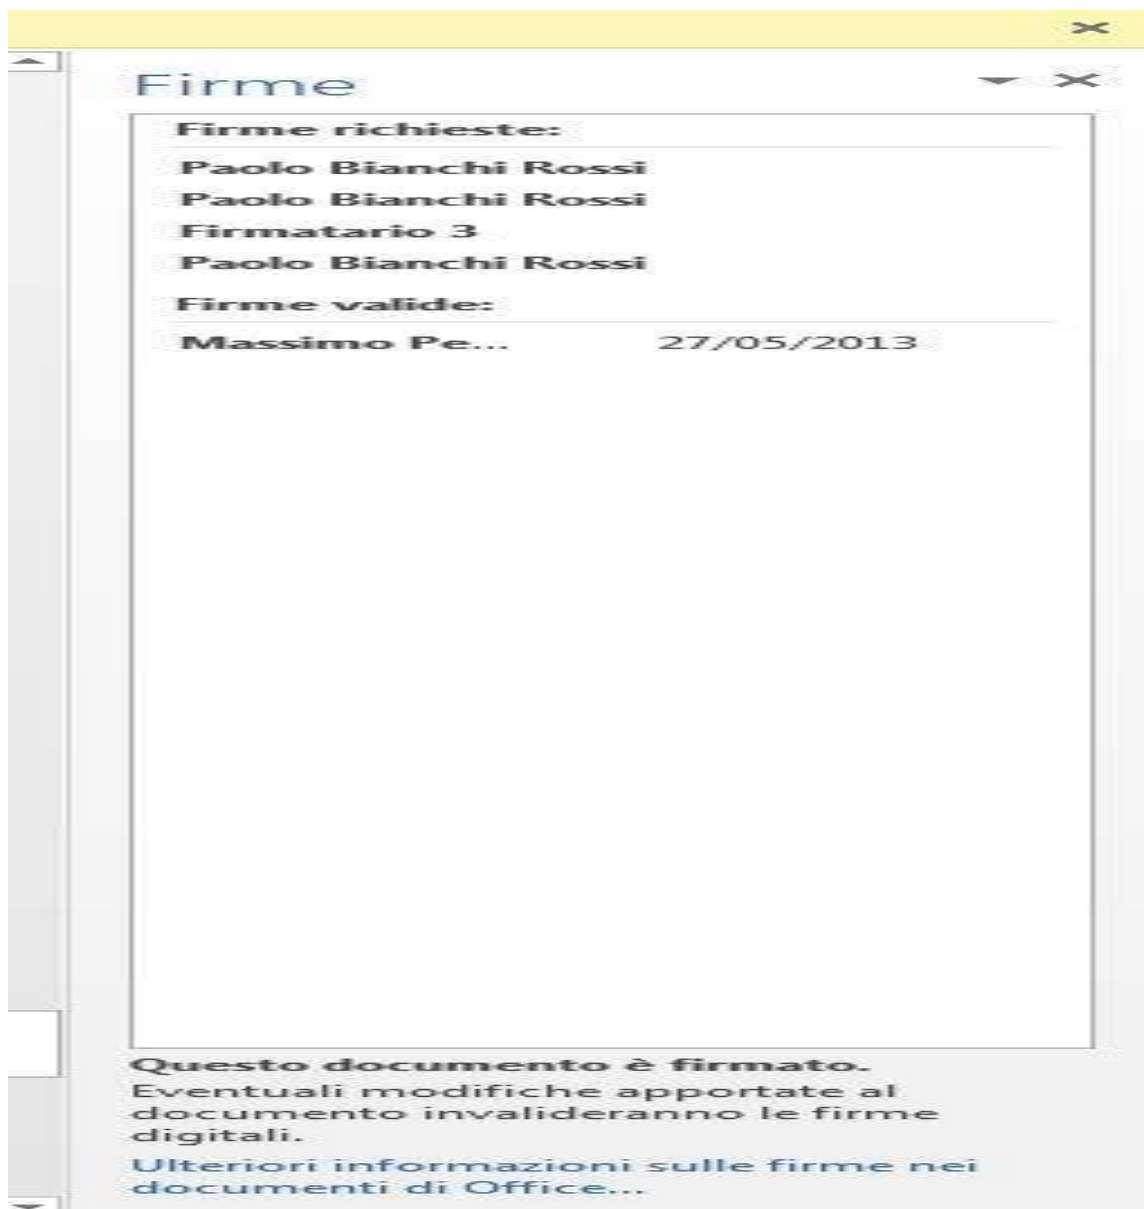 Firme
Firme richieste:
Paolo Bianchi Rossi
Paolo Bianchi Rossi
Firmatario 3
Paolo Bianchi Rossi
Firme valide:
Massimo Pe... 27/05/2013
Questo documento è firmato.
Eventuali modifiche apportate al
documento invalideranno le firme
digitali.
Ulteriori informazioni sulle firme nei
documenti di Office...